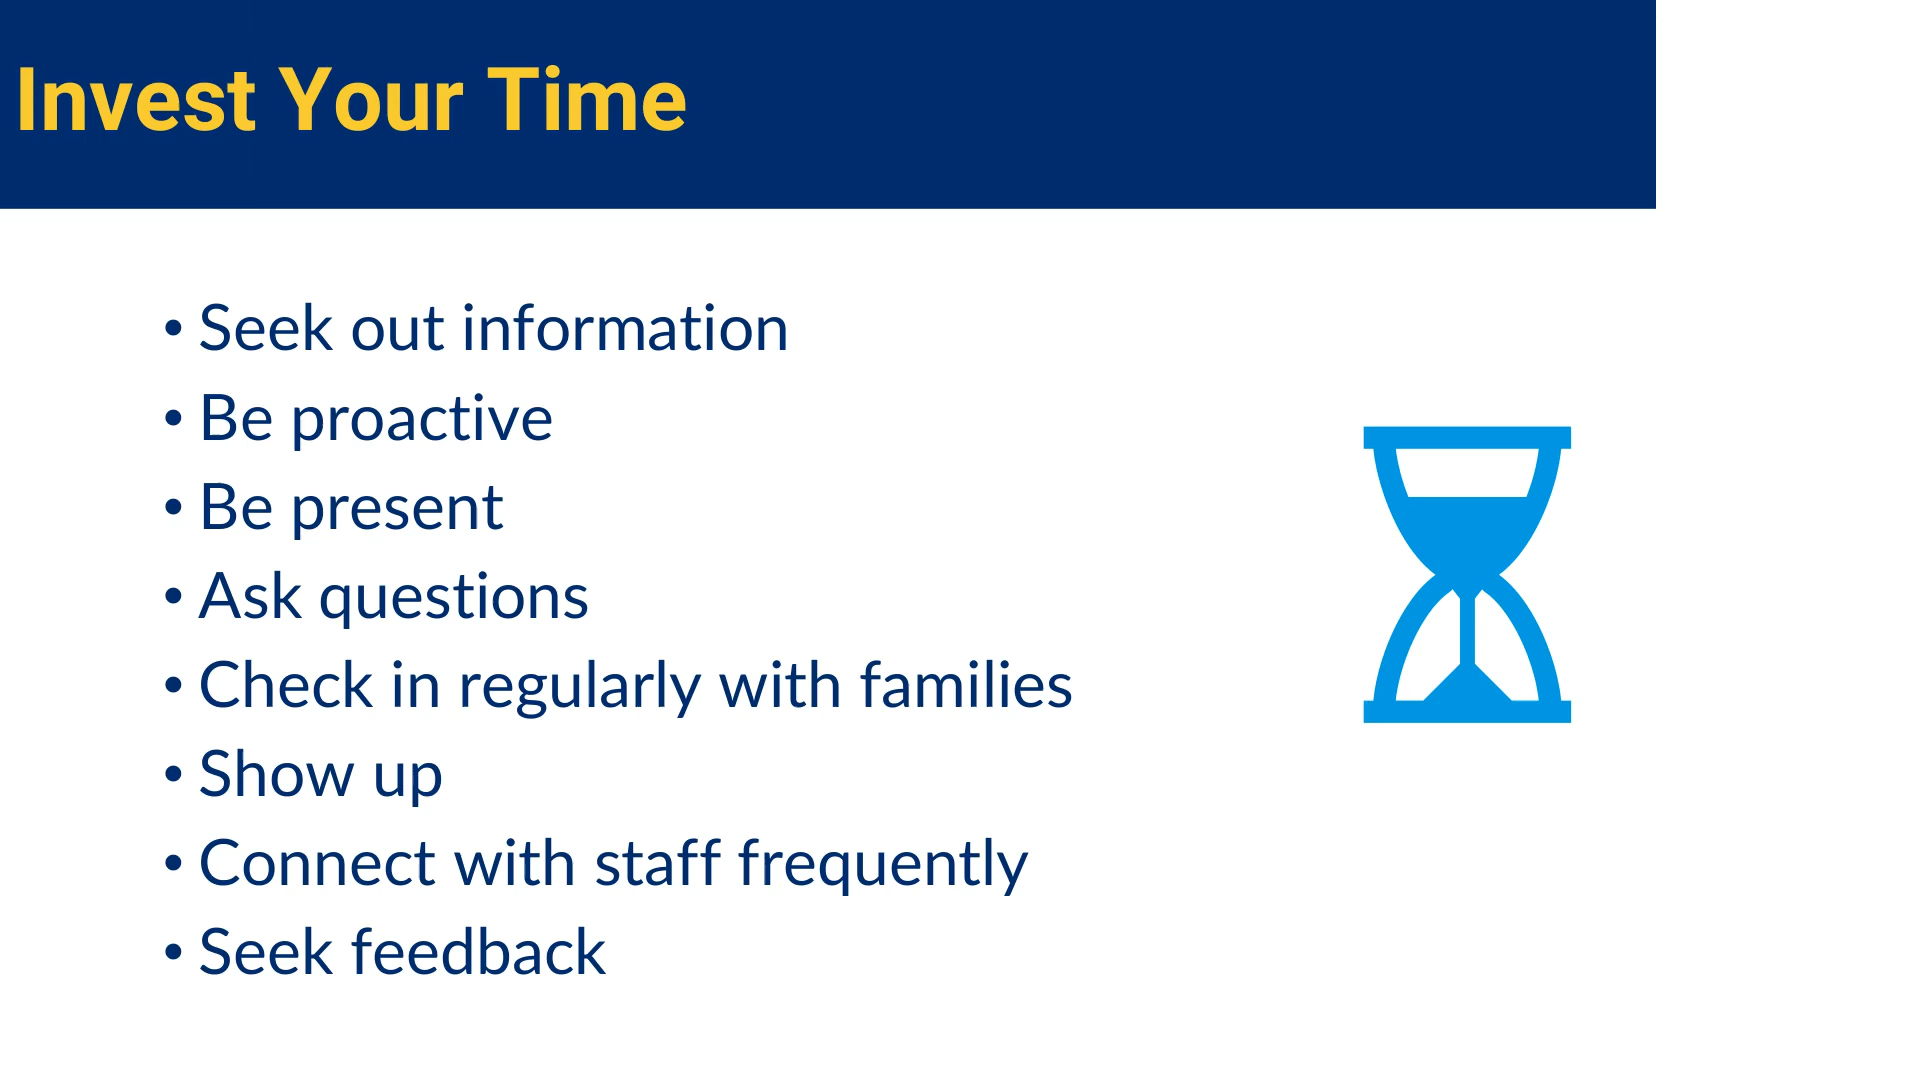 Invest Your Time
• Seek out information
• Be proactive
• Be present
• Ask questions
• Check in regularly with families
• Show up
• Connect with staff frequently
• Seek feedback